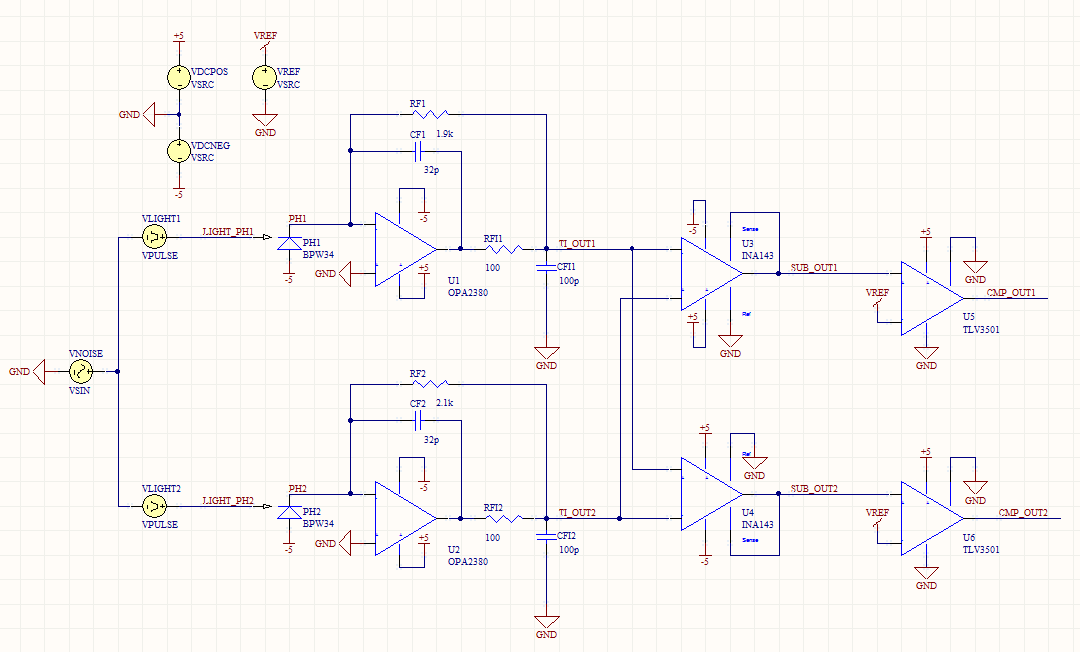 +5
VREF
VDCPOS
VSRC
VREF
VSRC
GND
GND
VDCNEG
VSRC
-5
RF1
1.9k
CF1
32p
VLIGHT1
LIGHT_PH1
VPULSE
PH1
PH1
BPW34
-5
GND
-5
+5
U1
OPA2380
RFI1
100
TI_OUT1
CFI1
100p
GND
-5
Sense
U3
INA143
SUB_OUT1
Ref
+5
GND
+5
GND
VREF
CMP_OUT1
U5
TLV3501
GND
VNOISE
GND
VSIN
RF2
2.1k
CF2
32p
VLIGHT2
LIGHT_PH2
VPULSE
PH2
PH2
BPW34
-5
GND
-5
+5
U2
OPA2380
RFI2
100
TI_OUT2
CFI2
100p
GND
+5
Ref
GND
SUB_OUT2
U4
INA143
Sense
-5
+5
GND
VREF
CMP_OUT2
U6
TLV3501
GND